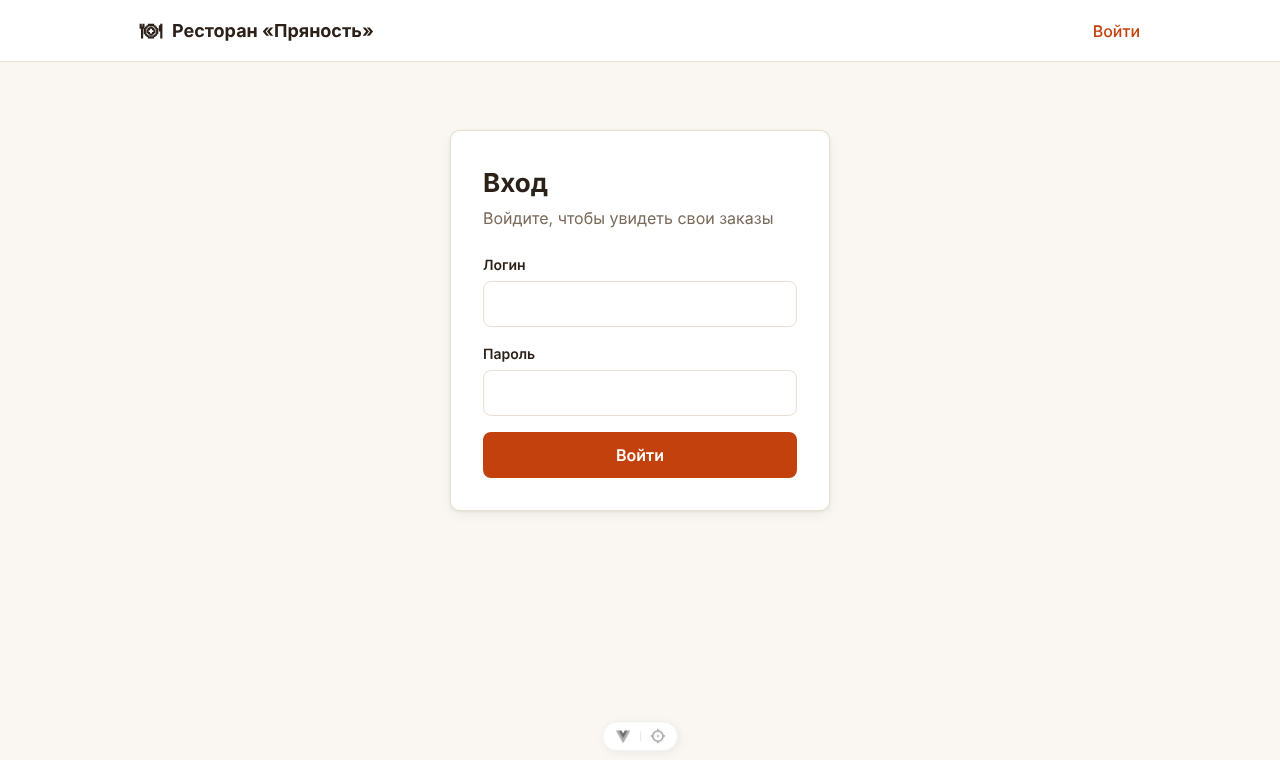 Ресторан «Пряность»
Войти
Вход
Войдите, чтобы увидеть свои заказы
Логин
Пароль
Войти